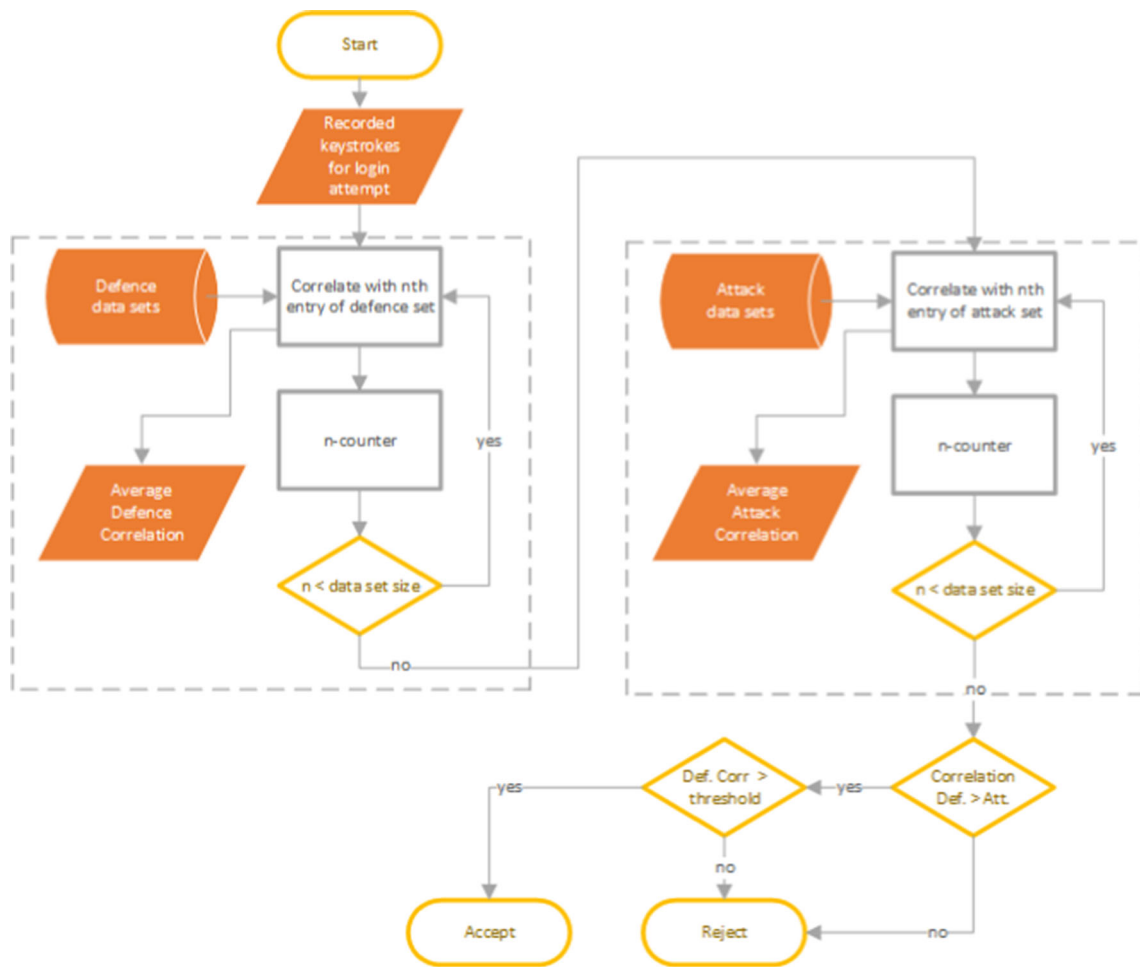 Start
Recorded
keystrokes
for login
attempt
Defence
data sets
Correlate with nth
entry of defence set
n-counter
yes
Average
Defence
Correlation
n < data set size
no
Attack
data sets
Correlate with nth
entry of attack set
n-counter
yes
Average
Attack
Correlation
n < data set size
no
Correlation
Def. > Att.
yes
Def. Corr >
threshold
yes
no
no
Accept
Reject